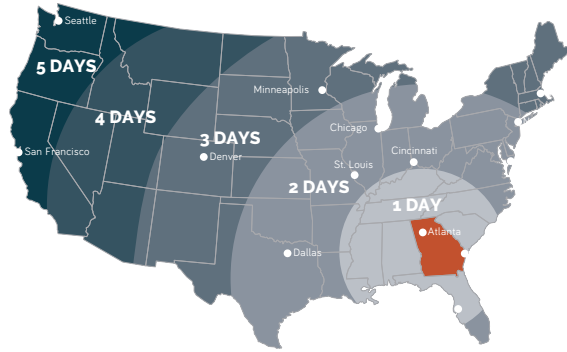 Seattle
5 DAYS
4 DAYS
Minneapolis
3 DAYS
Chicago
San Francisco
Denver
Cincinnati
St. Louis
2 DAYS
1 DAY
Atlanta
Dallas